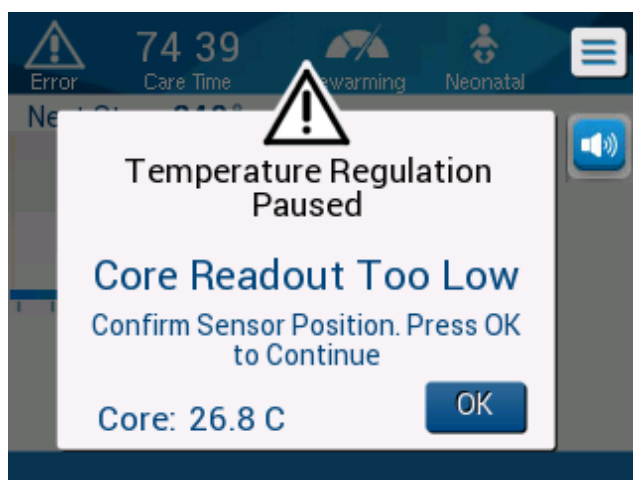 74 39
Error
Care Time
Neonatal
Temperature Regulation
Paused
Core Readout Too Low
Confirm Sensor Position. Press OK
to Continue
Core: 26.8 C
OK